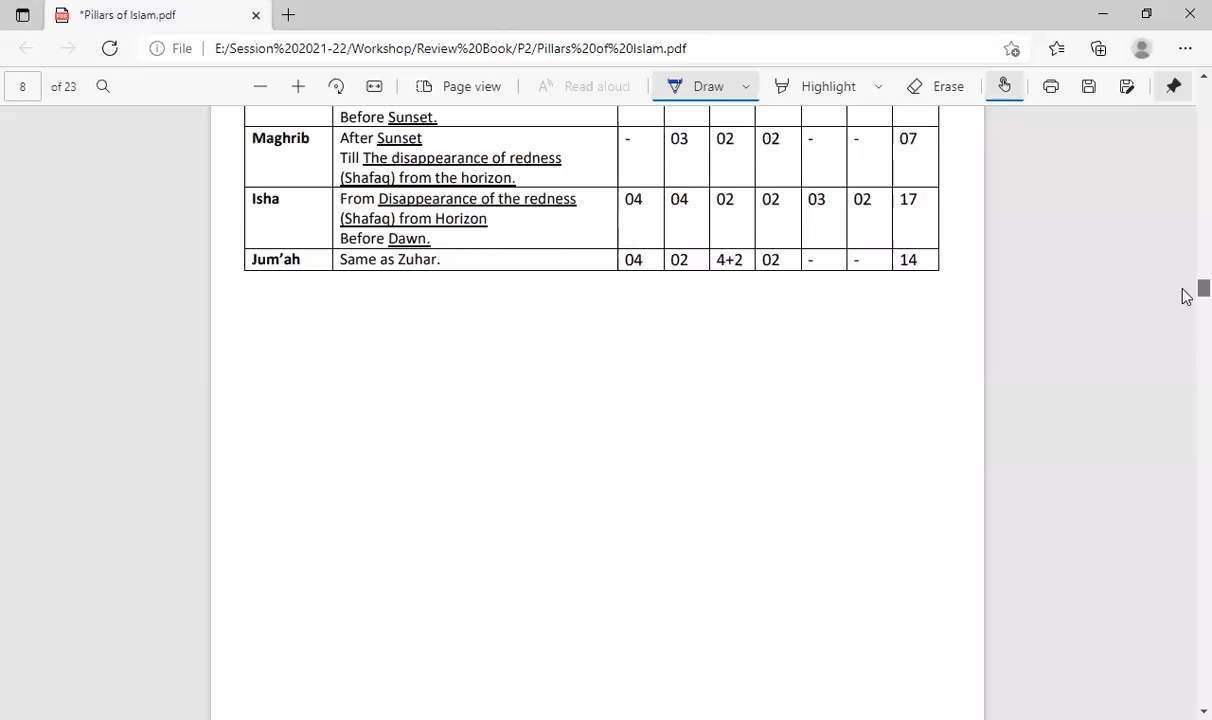 *Pillars of Islam.pdf
File
E:/Session%202021-22/Workshop/Review%20Book/P2/Pillars%20of%20Islam.pdf
8 of 23
Page view
Read aloud
Draw
Highlight
Erase
Before Sunset.
Maghrib After Sunset - 03 02 02 - - 07
Till The disappearance of redness
(Shafaq) from the horizon.
Isha From Disappearance of the redness 04 04 02 02 03 02 17
(Shafaq) from Horizon
Before Dawn.
Jum’ah Same as Zuhar. 04 02 4+2 02 - - 14